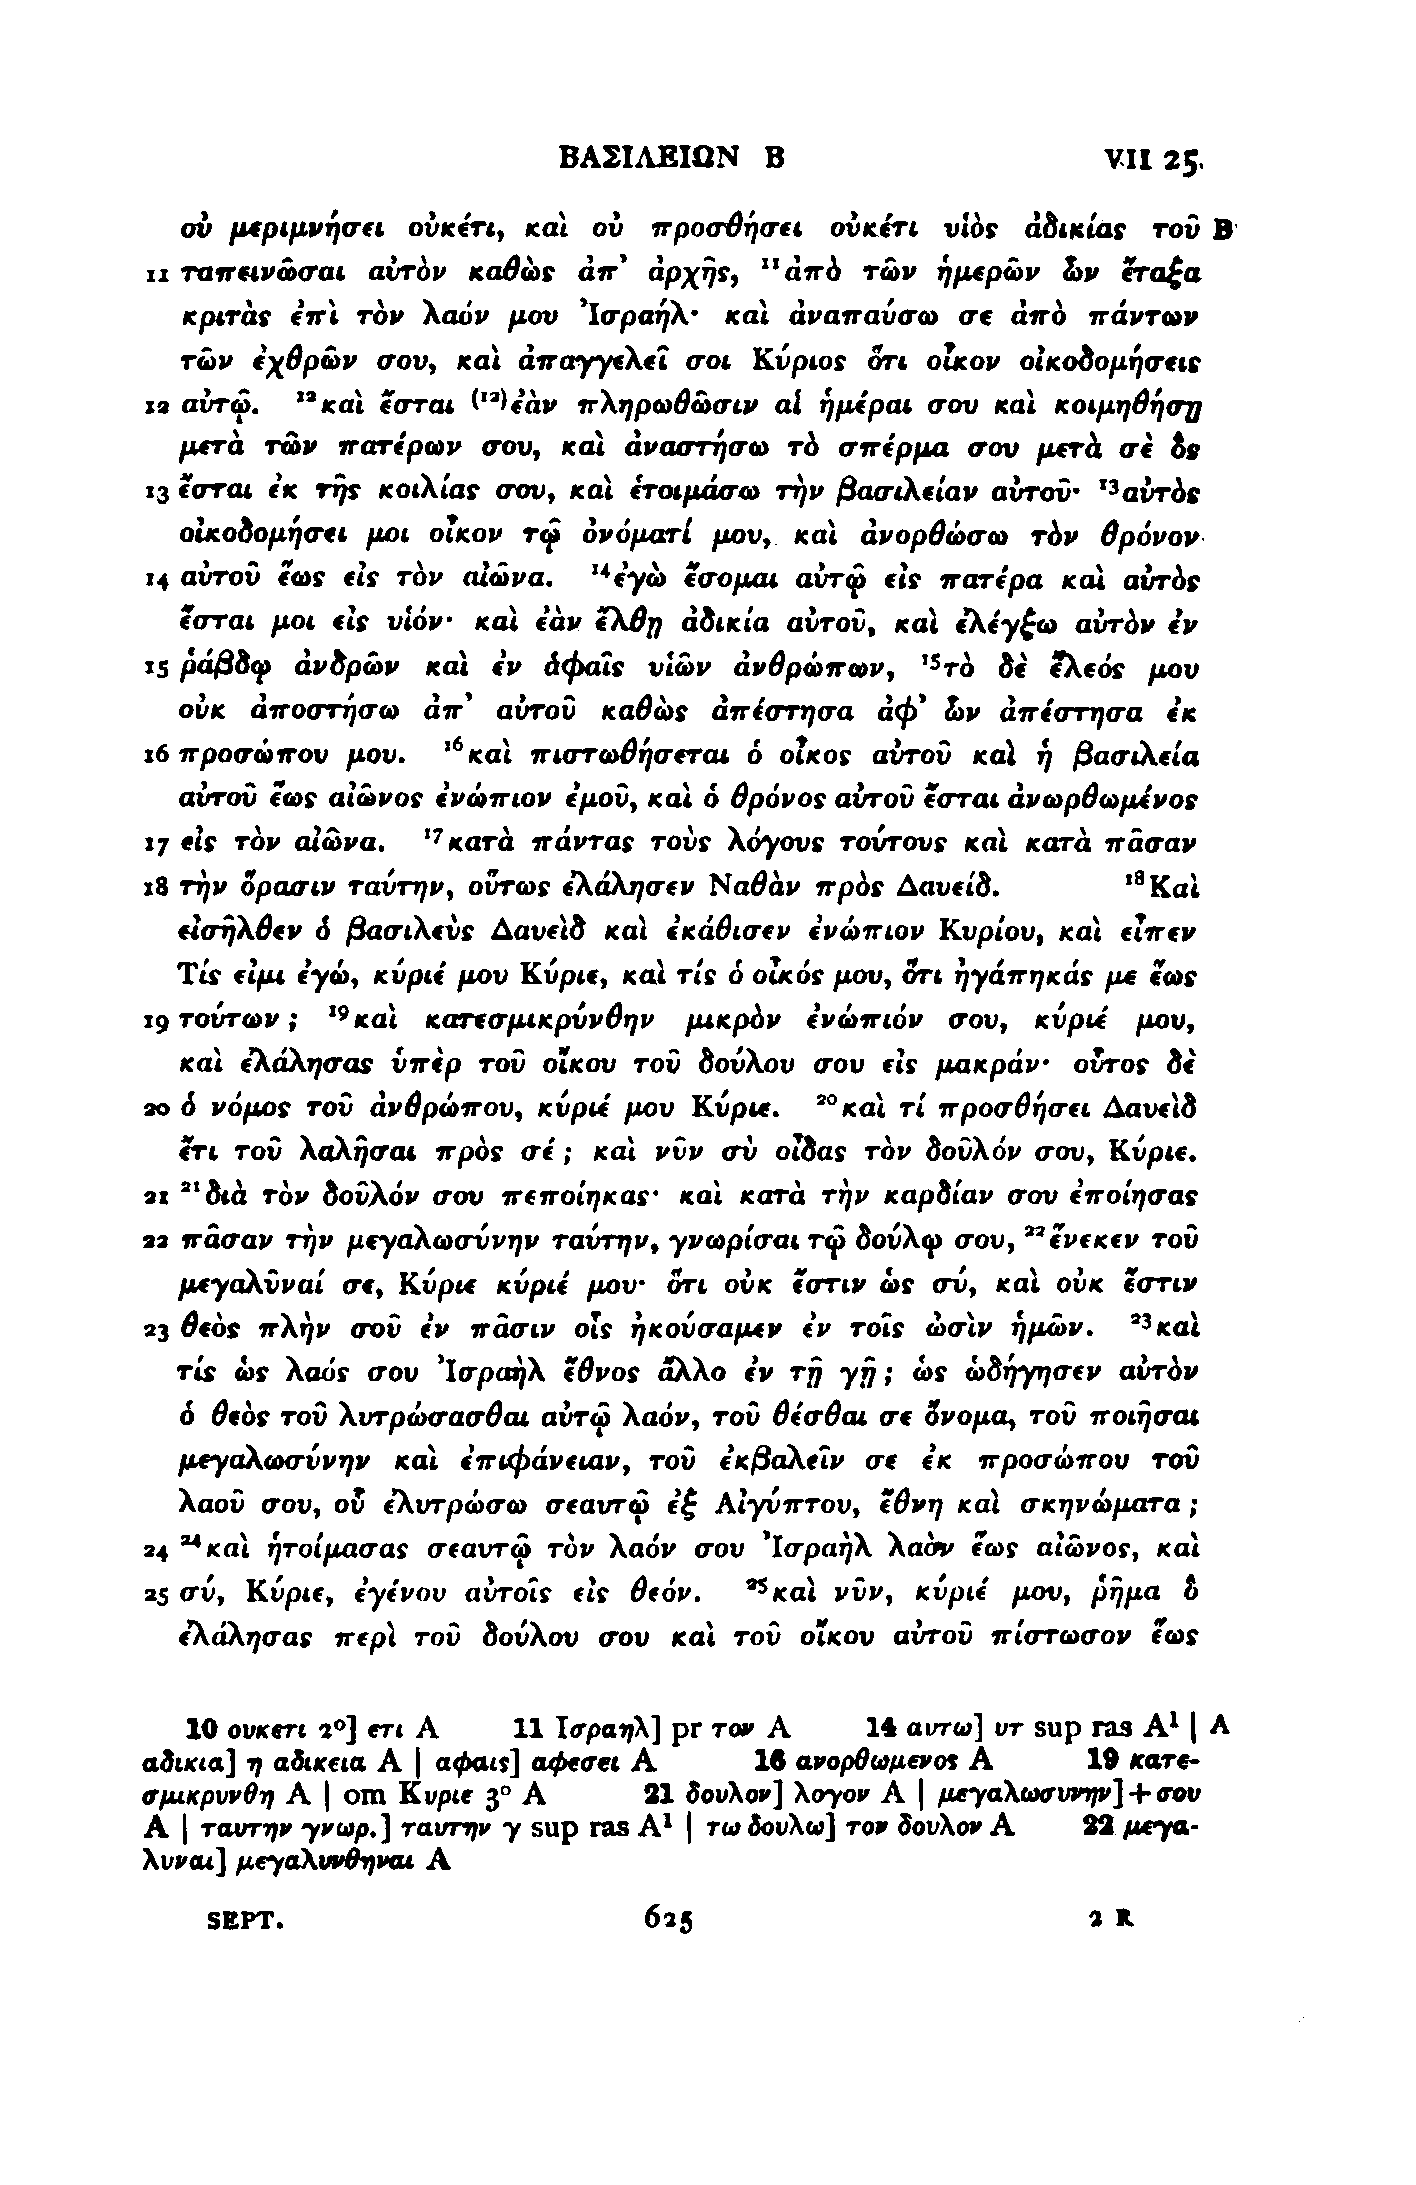 ΒΑΣΙΛΕΙΩΝ Β VII 25.
οὐ μεριμνήσει οὐκέτι, καὶ οὐ προσθήσει οὐκέτι υἱὸς ἀδικίας τοῦ B
11 ταπεινῶσαι αὐτὸν καθὼς ἀπ’ ἀρχῆς, ¹¹ἀπὸ τῶν ἡμερῶν ὧν ἔταξα
κριτὰς ἐπὶ τὸν λαόν μου Ἰσραήλ· καὶ ἀναπαύσω σε ἀπὸ πάντων
τῶν ἐχθρῶν σου, καὶ ἀπαγγελεῖ σοι Κύριος ὅτι οἶκον οἰκοδομήσεις
12 αὐτῷ. ¹²καὶ ἔσται ⁽¹²⁾ἐὰν πληρωθῶσιν αἱ ἡμέραι σου καὶ κοιμηθήσῃ
μετὰ τῶν πατέρων σου, καὶ ἀναστήσω τὸ σπέρμα σου μετὰ σὲ ὃς
13 ἔσται ἐκ τῆς κοιλίας σου, καὶ ἑτοιμάσω τὴν βασιλείαν αὐτοῦ· ¹³αὐτὸς
οἰκοδομήσει μοι οἶκον τῷ ὀνόματί μου, καὶ ἀνορθώσω τὸν θρόνον
14 αὐτοῦ ἕως εἰς τὸν αἰῶνα. ¹⁴ἐγὼ ἔσομαι αὐτῷ εἰς πατέρα καὶ αὐτὸς
ἔσται μοι εἰς υἱόν· καὶ ἐὰν ἔλθῃ ἀδικία αὐτοῦ, καὶ ἐλέγξω αὐτὸν ἐν
15 ῥάβδῳ ἀνδρῶν καὶ ἐν ἁφαῖς υἱῶν ἀνθρώπων, ¹⁵τὸ δὲ ἔλεός μου
οὐκ ἀποστήσω ἀπ’ αὐτοῦ καθὼς ἀπέστησα ἀφ’ ὧν ἀπέστησα ἐκ
16 προσώπου μου. ¹⁶καὶ πιστωθήσεται ὁ οἶκος αὐτοῦ καὶ ἡ βασιλεία
αὐτοῦ ἕως αἰῶνος ἐνώπιον ἐμοῦ, καὶ ὁ θρόνος αὐτοῦ ἔσται ἀνωρθωμένος
17 εἰς τὸν αἰῶνα. ¹⁷κατὰ πάντας τοὺς λόγους τούτους καὶ κατὰ πᾶσαν
18 τὴν ὅρασιν ταύτην, οὕτως ἐλάλησεν Ναθὰν πρὸς Δαυείδ. ¹⁸Καὶ
εἰσῆλθεν ὁ βασιλεὺς Δαυεὶδ καὶ ἐκάθισεν ἐνώπιον Κυρίου, καὶ εἶπεν
Τίς εἰμι ἐγώ, κύριέ μου Κύριε, καὶ τίς ὁ οἶκός μου, ὅτι ἠγάπηκάς με ἕως
19 τούτων; ¹⁹καὶ κατεσμικρύνθην μικρὸν ἐνώπιόν σου, κύριέ μου,
καὶ ἐλάλησας ὑπὲρ τοῦ οἴκου τοῦ δούλου σου εἰς μακράν· οὗτος δὲ
20 ὁ νόμος τοῦ ἀνθρώπου, κύριέ μου Κύριε. ²⁰καὶ τί προσθήσει Δαυεὶδ
ἔτι τοῦ λαλῆσαι πρὸς σέ; καὶ νῦν σὺ οἶδας τὸν δοῦλόν σου, Κύριε.
21 ²¹διὰ τὸν δοῦλόν σου πεποίηκας· καὶ κατὰ τὴν καρδίαν σου ἐποίησας
22 πᾶσαν τὴν μεγαλωσύνην ταύτην, γνωρίσαι τῷ δούλῳ σου, ²²ἕνεκεν τοῦ
μεγαλῦναί σε, Κύριε κύριέ μου· ὅτι οὐκ ἔστιν ὡς σύ, καὶ οὐκ ἔστιν
23 θεὸς πλὴν σοῦ ἐν πᾶσιν οἷς ἠκούσαμεν ἐν τοῖς ὠσὶν ἡμῶν. ²³καὶ
τίς ὡς λαός σου Ἰσραὴλ ἔθνος ἄλλο ἐν τῇ γῇ; ὡς ὡδήγησεν αὐτὸν
ὁ θεὸς τοῦ λυτρώσασθαι αὐτῷ λαόν, τοῦ θέσθαι σε ὄνομα, τοῦ ποιῆσαι
μεγαλωσύνην καὶ ἐπιφάνειαν, τοῦ ἐκβαλεῖν σε ἐκ προσώπου τοῦ
λαοῦ σου, οὗ ἐλυτρώσω σεαυτῷ ἐξ Αἰγύπτου, ἔθνη καὶ σκηνώματα;
24 ²⁴καὶ ἡτοίμασας σεαυτῷ τὸν λαόν σου Ἰσραὴλ λαὸν ἕως αἰῶνος, καὶ
25 σύ, Κύριε, ἐγένου αὐτοῖς εἰς θεόν. ²⁵καὶ νῦν, κύριέ μου, ῥῆμα ὃ
ἐλάλησας περὶ τοῦ δούλου σου καὶ τοῦ οἴκου αὐτοῦ πίστωσον ἕως
10 ουκετι 2°] ετι A 11 Ισραηλ] pr τον A 14 αυτω] υτ sup ras A¹ | A
αδικια] η αδικεια A | αφαις] αφεσει A 16 ανορθωμενος A 19 κατε-
σμικρυνθη A | om Κυριε 3° A 21 δουλον] λογον A | μεγαλωσυνην]+σου
A | ταυτην γνωρ.] ταυτην γ sup ras A¹ | τω δουλω] τον δουλον A 22 μεγα-
λυναι] μεγαλυνθηναι A
SEPT. 625 2 R